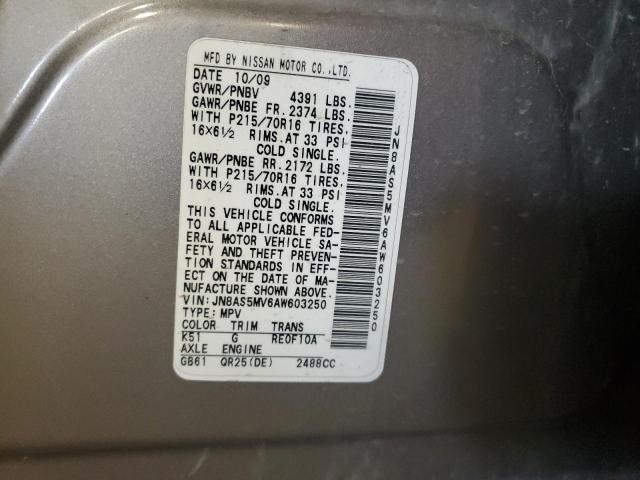 MFD BY NISSAN MOTOR CO.,LTD.
DATE 10/09
GVWR/PNBV 4391 LBS.
GAWR/PNBE FR. 2374 LBS.
WITH P215/70R16 TIRES,
16X6½ RIMS.AT 33 PSI
COLD SINGLE.
GAWR/PNBE RR. 2172 LBS.
WITH P215/70R16 TIRES,
16X6½ RIMS.AT 33 PSI
COLD SINGLE.
THIS VEHICLE CONFORMS
TO ALL APPLICABLE FED-
ERAL MOTOR VEHICLE SA-
FETY AND THEFT PREVEN-
TION STANDARDS IN EFF-
ECT ON THE DATE OF MA-
NUFACTURE SHOWN ABOVE.
VIN: JN8AS5MV6AW603250
TYPE: MPV
COLOR TRIM TRANS
K51 G RE0F10A
AXLE ENGINE
GB61 QR25(DE) 2488CC
JN8AS5MV6AW603250